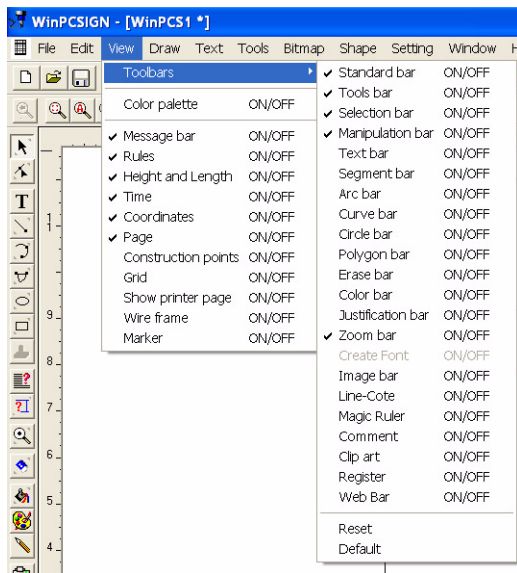 WinPCSIGN - [WinPCS1 *]
File Edit View Draw Text Tools Bitmap Shape Setting Window
Toolbars
Color palette ON/OFF
Message bar ON/OFF
Rules ON/OFF
Height and Length ON/OFF
Time ON/OFF
Coordinates ON/OFF
Page ON/OFF
Construction points ON/OFF
Grid ON/OFF
Show printer page ON/OFF
Wire frame ON/OFF
Marker ON/OFF
Standard bar ON/OFF
Tools bar ON/OFF
Selection bar ON/OFF
Manipulation bar ON/OFF
Text bar ON/OFF
Segment bar ON/OFF
Arc bar ON/OFF
Curve bar ON/OFF
Circle bar ON/OFF
Polygon bar ON/OFF
Erase bar ON/OFF
Color bar ON/OFF
Justification bar ON/OFF
Zoom bar ON/OFF
Create Font ON/OFF
Image bar ON/OFF
Line-Cote ON/OFF
Magic Ruler ON/OFF
Comment ON/OFF
Clip art ON/OFF
Register ON/OFF
Web Bar ON/OFF
Reset
Default
T
11
9
8
7
6
5
4